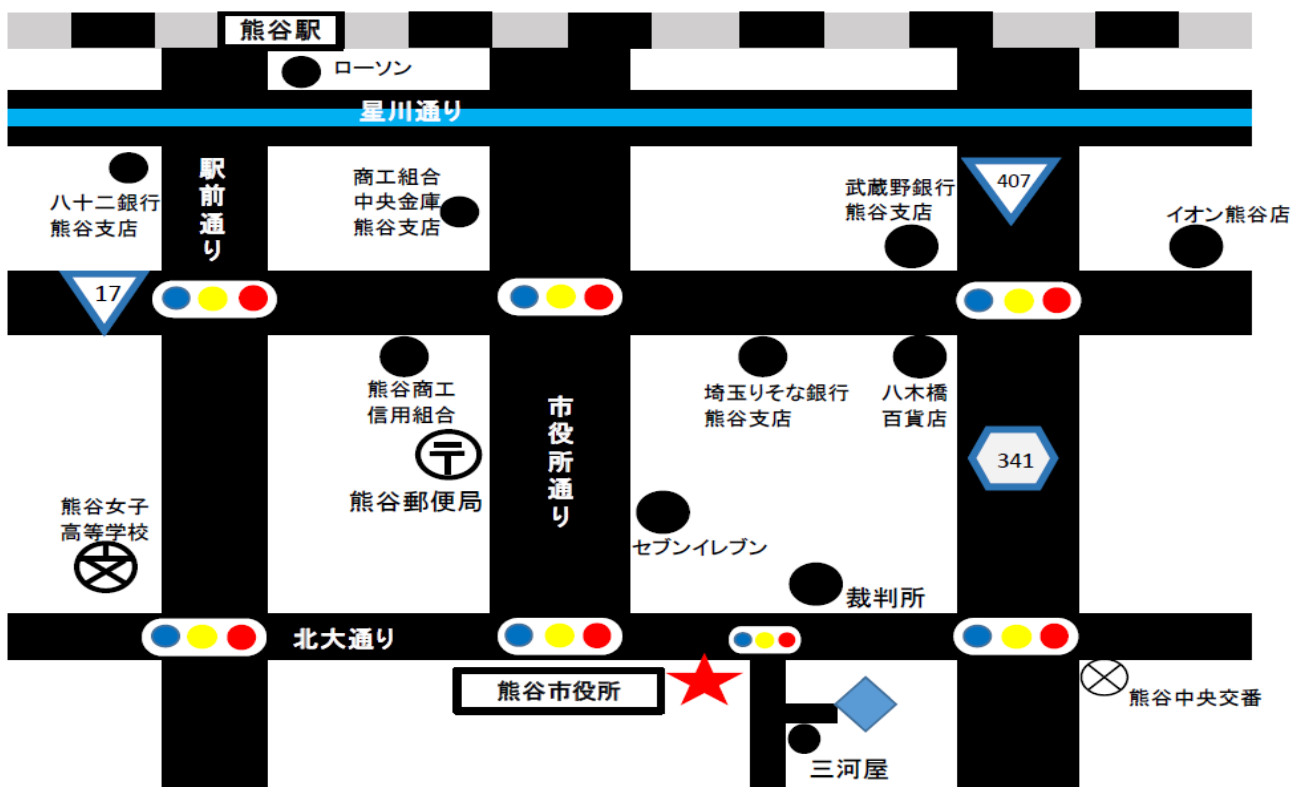 熊谷駅
ローソン
星川通り
駅前通り
八十二銀行
熊谷支店
商工組合
中央金庫
熊谷支店
武蔵野銀行
熊谷支店
407
イオン熊谷店
17
熊谷商工
信用組合
市役所通り
埼玉りそな銀行
熊谷支店
八木橋
百貨店
341
〒
熊谷郵便局
熊谷女子
高等学校
セブンイレブン
裁判所
北大通り
熊谷市役所
熊谷中央交番
三河屋